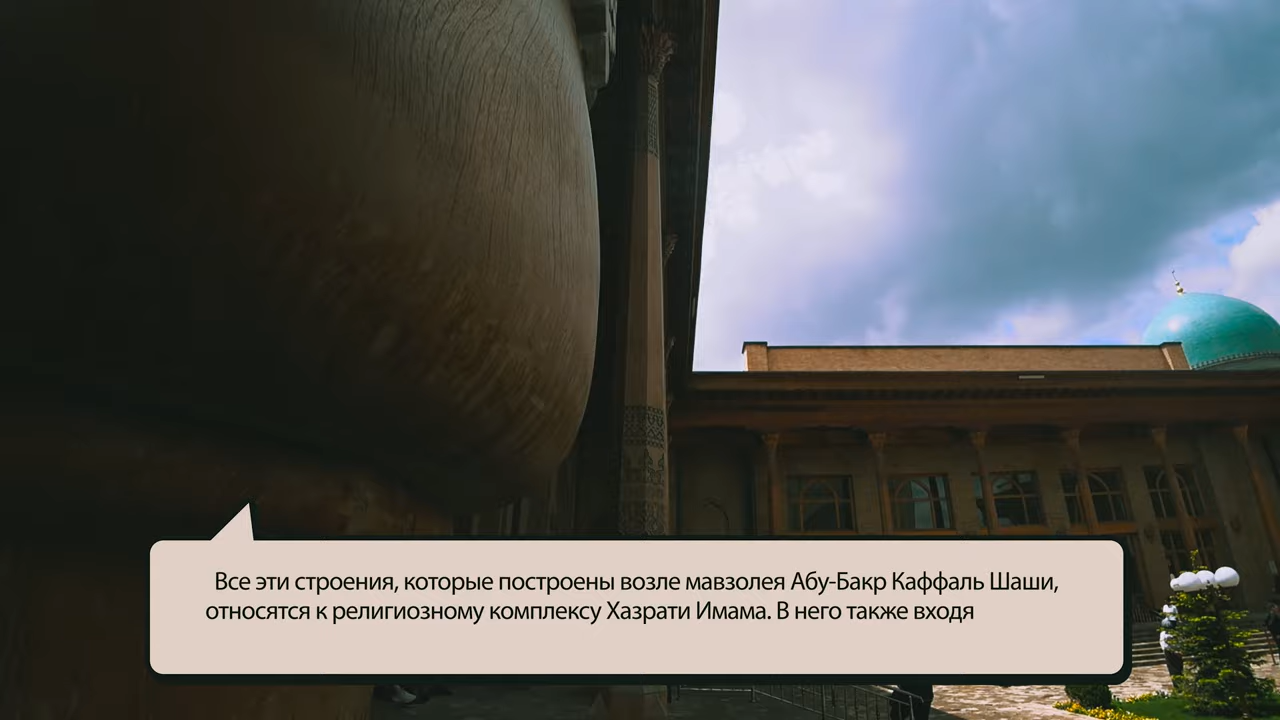 Все эти строения, которые построены возле мавзолея Абу-Бакр Каффаль Шаши,
относятся к религиозному комплексу Хазрати Имама. В него также входя